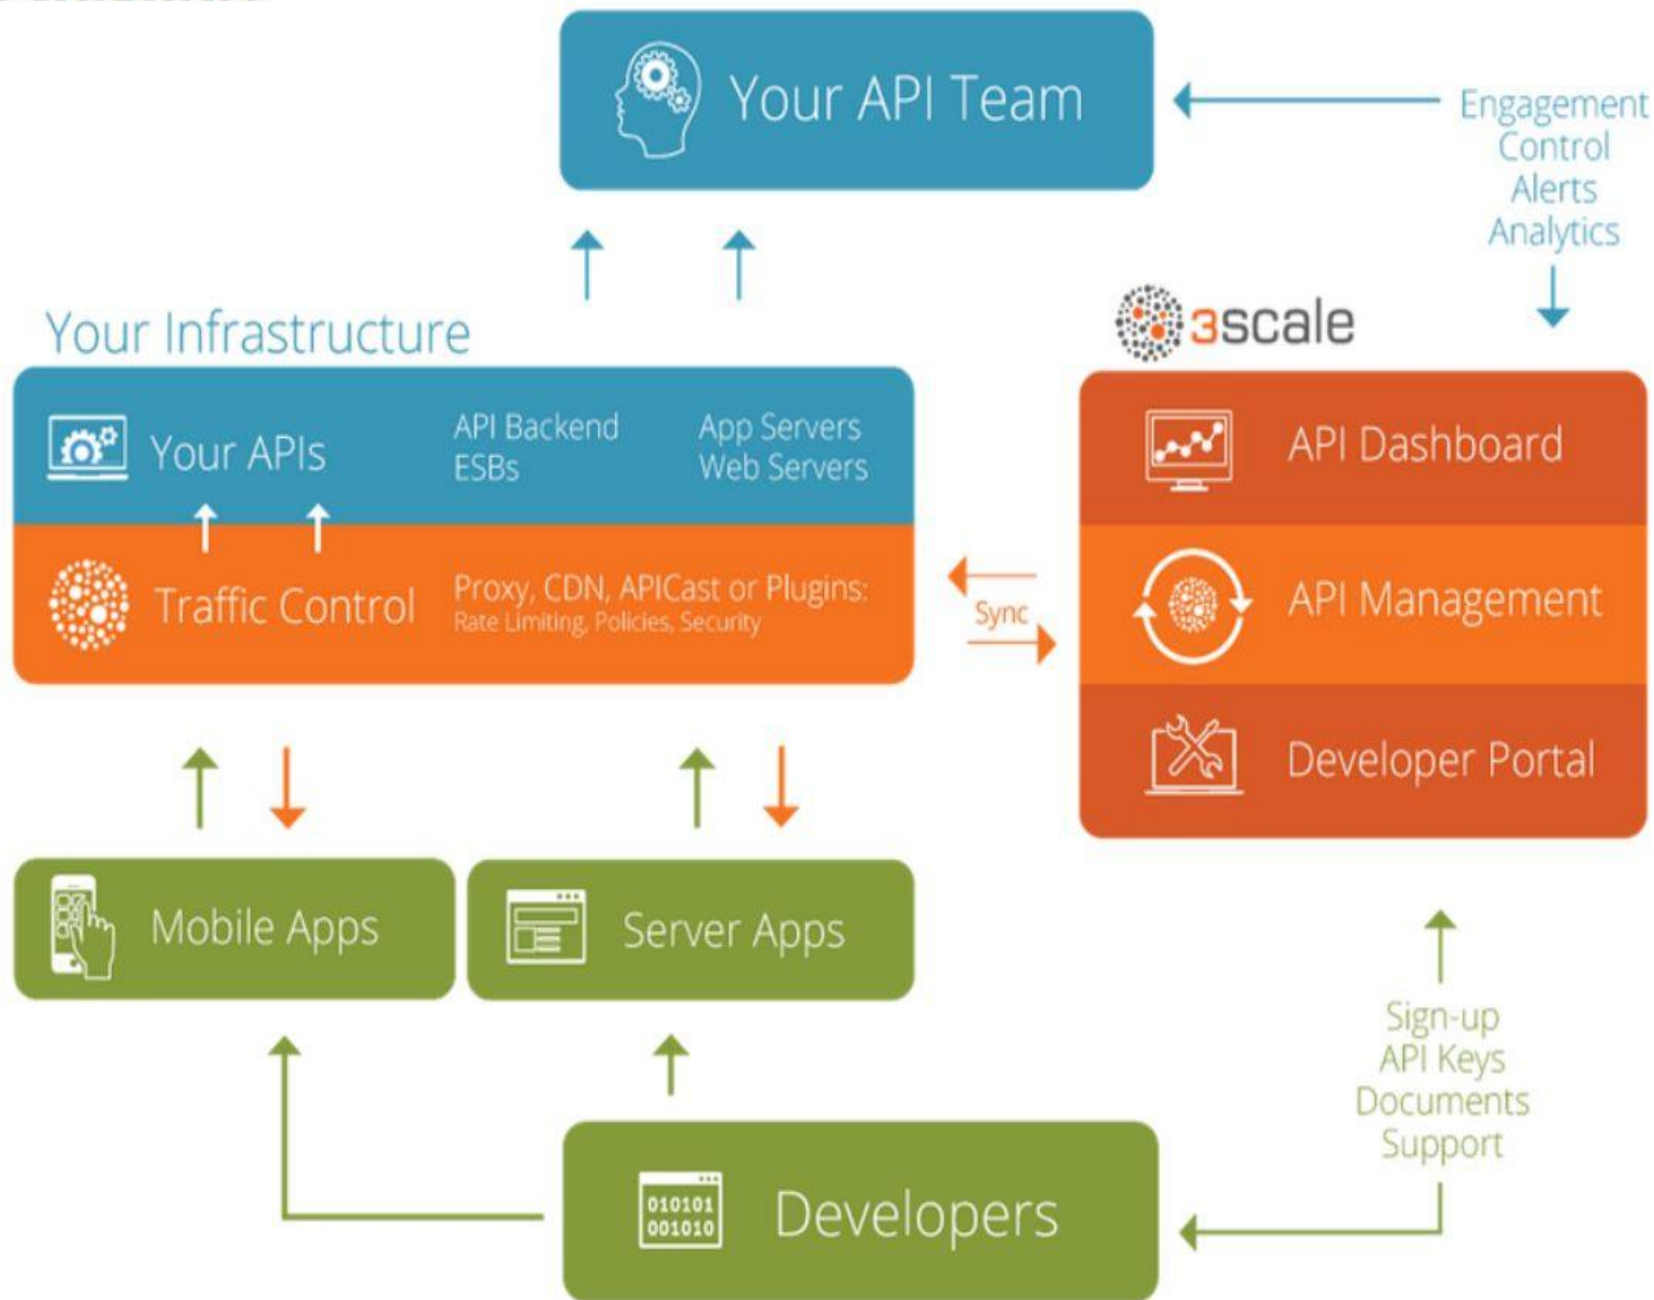 Your API Team
Engagement
Control
Alerts
Analytics
Your Infrastructure
3scale
Your APIs
API Backend
ESBs
App Servers
Web Servers
API Dashboard
Traffic Control
Proxy, CDN, APICast or Plugins:
Rate Limiting, Policies, Security
Sync
API Management
Developer Portal
Mobile Apps
Server Apps
Sign-up
API Keys
Documents
Support
010101
001010
Developers